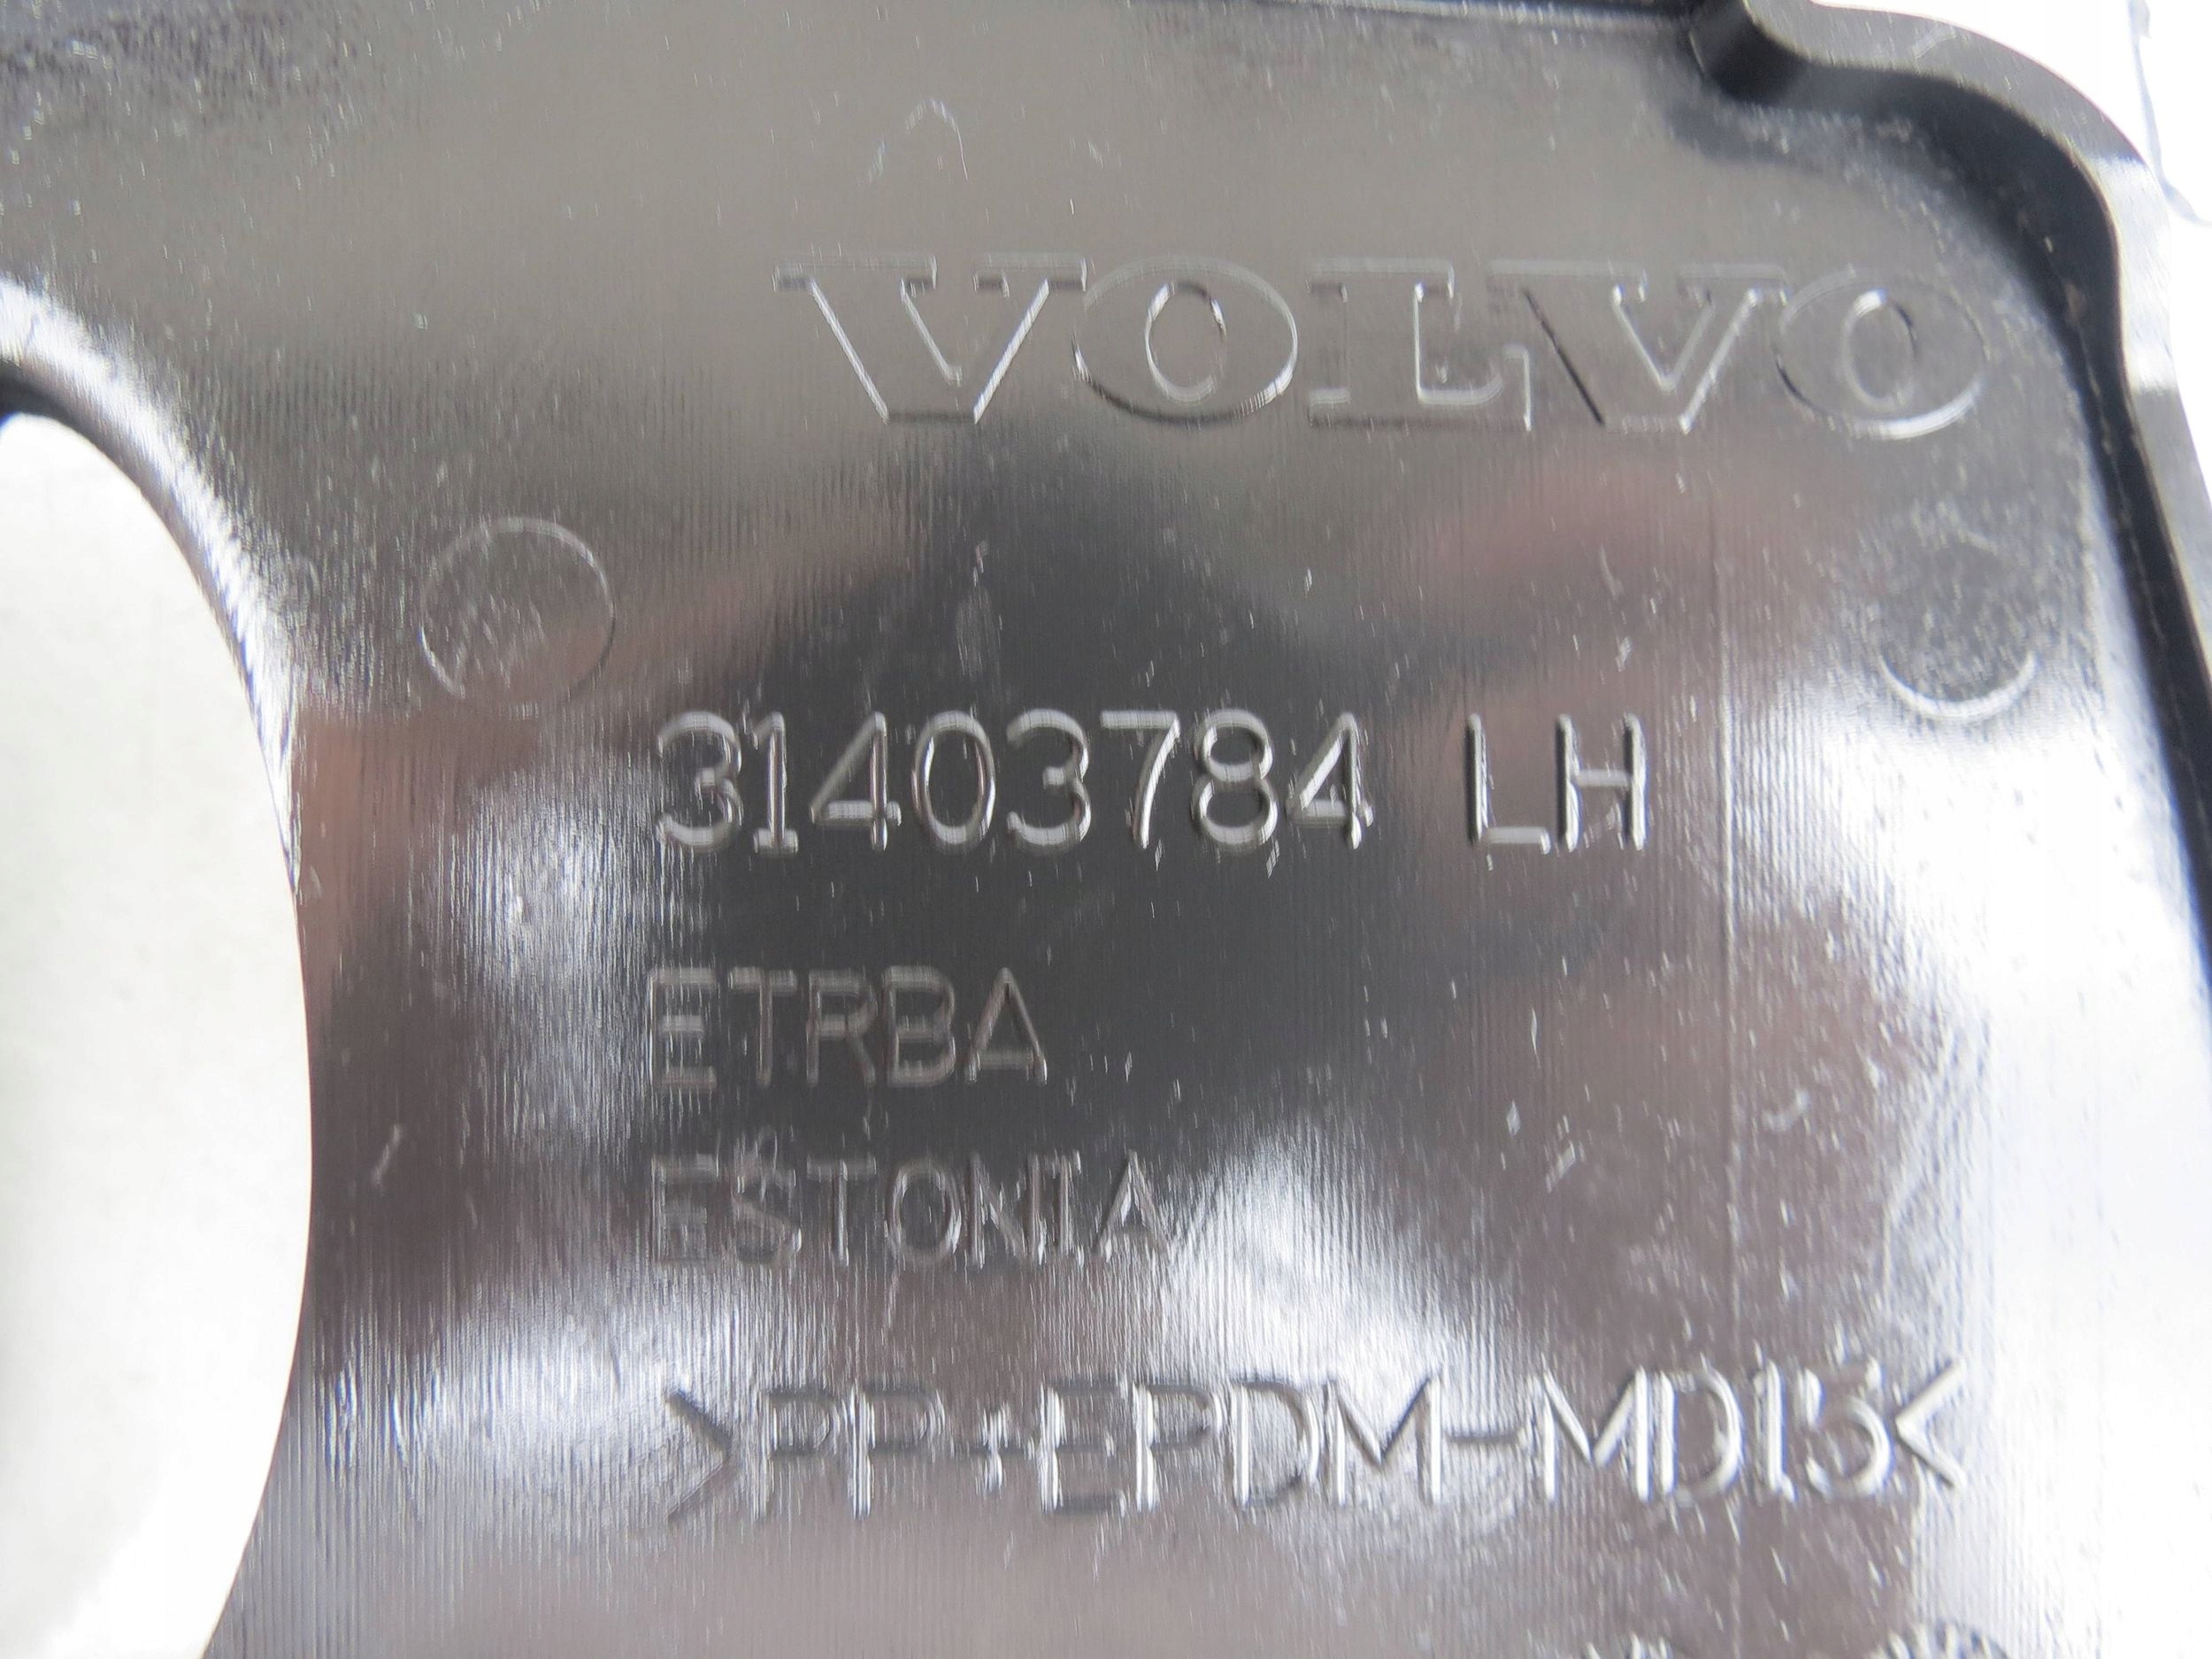 VOLVO
31403784 LH
ETRBA
ESTONIA
>PP+EPDM-MD15<